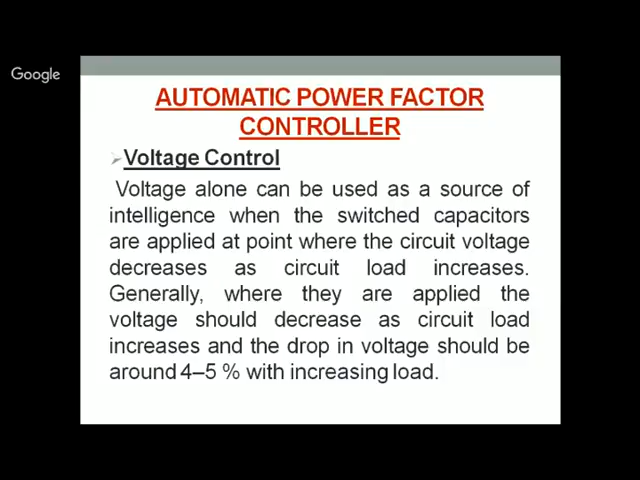 Google
AUTOMATIC POWER FACTOR
CONTROLLER
Voltage Control
Voltage alone can be used as a source of
intelligence when the switched capacitors
are applied at point where the circuit voltage
decreases as circuit load increases.
Generally, where they are applied the
voltage should decrease as circuit load
increases and the drop in voltage should be
around 4–5 % with increasing load.